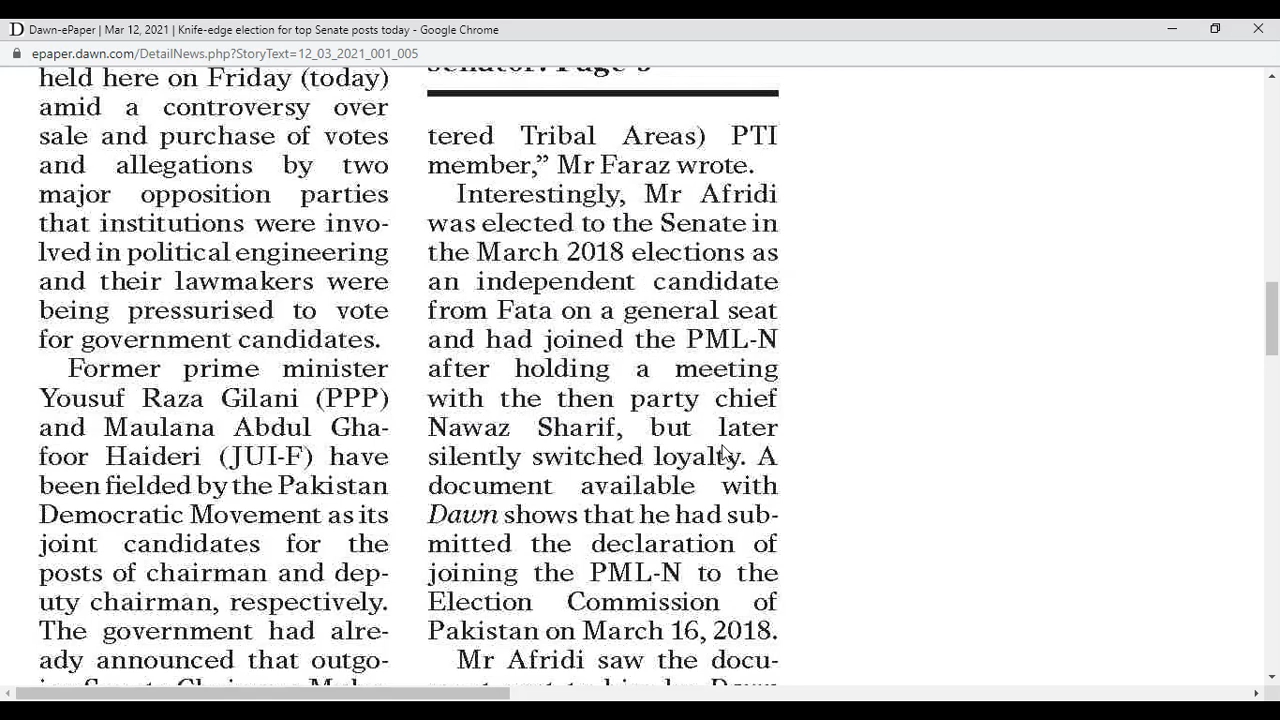 Dawn-ePaper | Mar 12, 2021 | Knife-edge election for top Senate posts today - Google Chrome
epaper.dawn.com/DetailNews.php?StoryText=12_03_2021_001_005
held here on Friday (today)
amid a controversy over
sale and purchase of votes
and allegations by two
major opposition parties
that institutions were invo-
lved in political engineering
and their lawmakers were
being pressurised to vote
for government candidates.
Former prime minister
Yousuf Raza Gilani (PPP)
and Maulana Abdul Gha-
foor Haideri (JUI-F) have
been fielded by the Pakistan
Democratic Movement as its
joint candidates for the
posts of chairman and dep-
uty chairman, respectively.
The government had alre-
ady announced that outgo-
tered Tribal Areas) PTI
member,” Mr Faraz wrote.
Interestingly, Mr Afridi
was elected to the Senate in
the March 2018 elections as
an independent candidate
from Fata on a general seat
and had joined the PML-N
after holding a meeting
with the then party chief
Nawaz Sharif, but later
silently switched loyalty. A
document available with
Dawn shows that he had sub-
mitted the declaration of
joining the PML-N to the
Election Commission of
Pakistan on March 16, 2018.
Mr Afridi saw the docu-